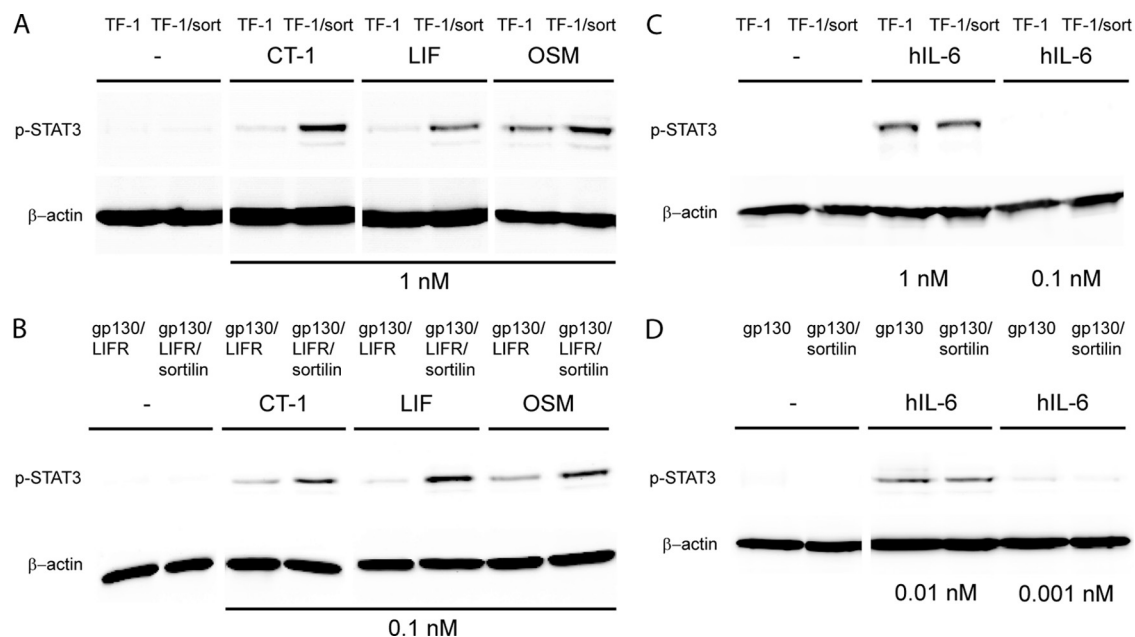 A
TF-1 TF-1/sort TF-1 TF-1/sort TF-1 TF-1/sort TF-1 TF-1/sort
- CT-1 LIF OSM
p-STAT3
β–actin
1 nM
B
gp130/ gp130/ gp130/ gp130/ gp130/ gp130/ gp130/ gp130/
LIFR LIFR/ LIFR LIFR/ LIFR LIFR/ LIFR LIFR/
sortilin sortilin sortilin sortilin
- CT-1 LIF OSM
p-STAT3
β–actin
0.1 nM
C
TF-1 TF-1/sort TF-1 TF-1/sort TF-1 TF-1/sort
- hIL-6 hIL-6
p-STAT3
β–actin
1 nM 0.1 nM
D
gp130 gp130/ gp130 gp130/ gp130 gp130/
sortilin sortilin sortilin
- hIL-6 hIL-6
p-STAT3
β–actin
0.01 nM 0.001 nM